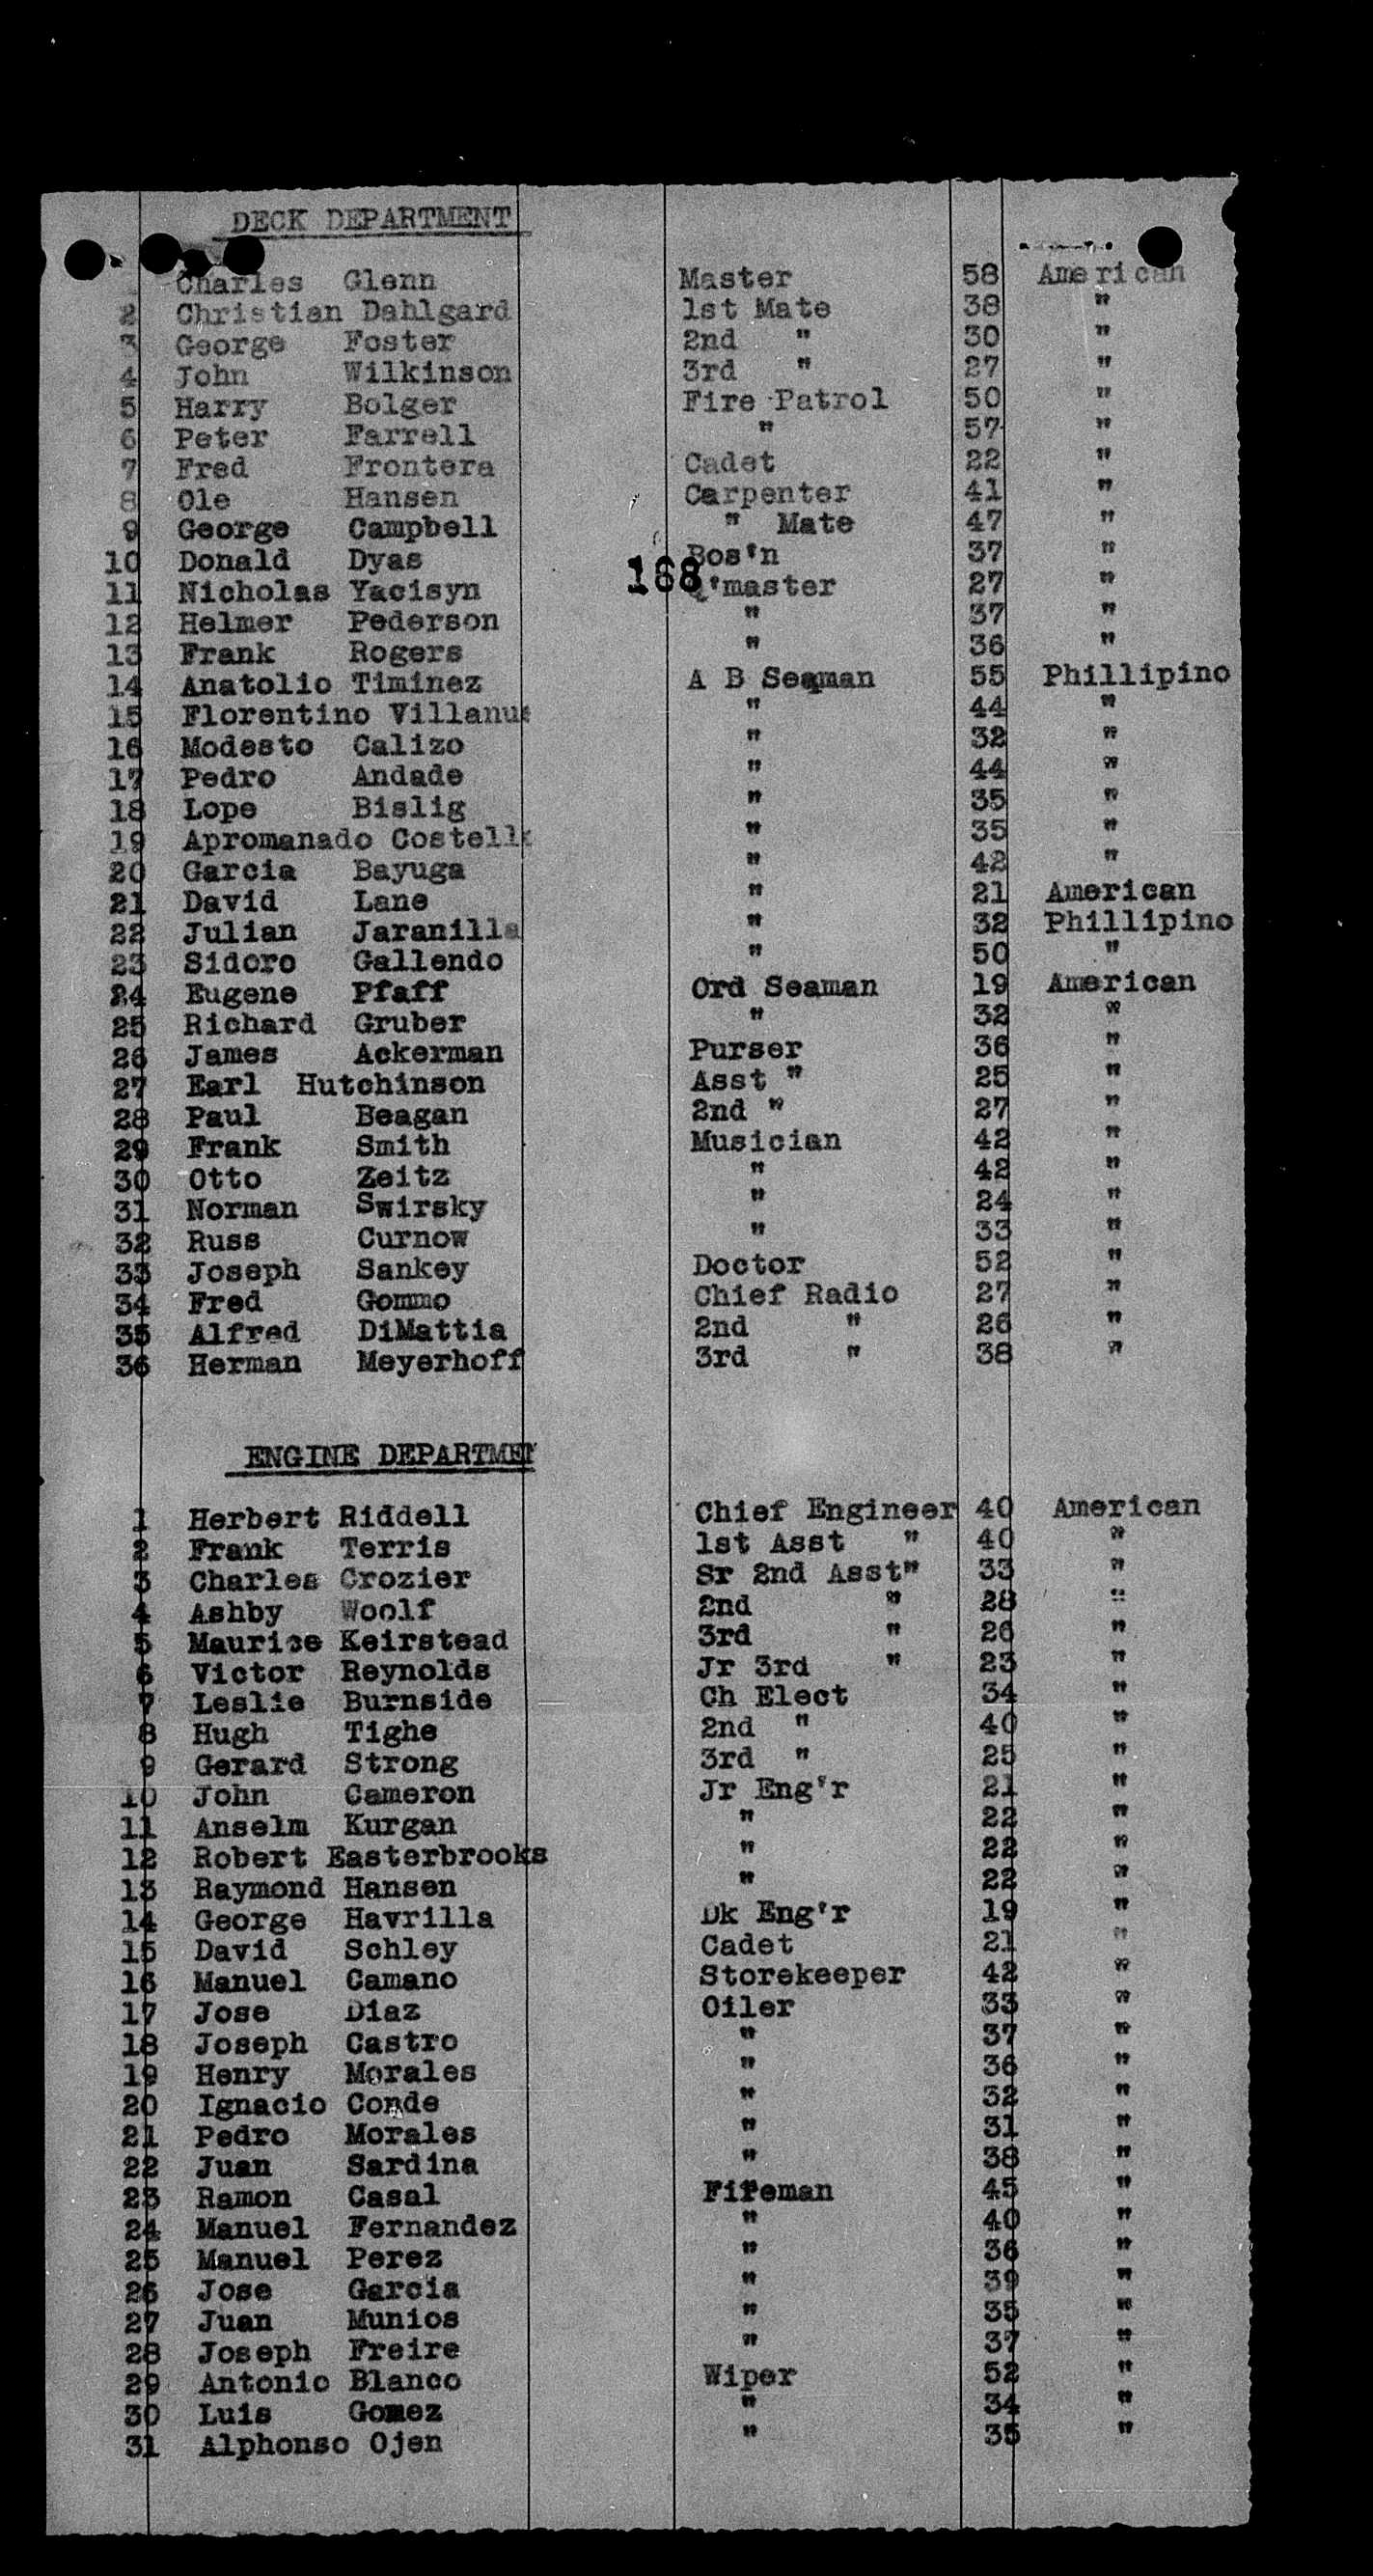 DECK DEPARTMENT
Charles Glenn Master 58 American
2 Christian Dahlgard 1st Mate 38 "
3 George Foster 2nd " 30 "
4 John Wilkinson 3rd " 27 "
5 Harry Bolger Fire Patrol 50 "
6 Peter Farrell " 57 "
7 Fred Frontera Cadet 22 "
8 Ole Hansen Carpenter 41 "
9 George Campbell " Mate 47 "
10 Donald Dyas Bos'n 37 "
168
11 Nicholas Yacisyn Q'master 27 "
12 Helmer Pederson " 37 "
13 Frank Rogers " 36 "
14 Anatolio Timinez A B Seaman 55 Phillipino
15 Florentino Villanue " 44 "
16 Modesto Calizo " 32 "
17 Pedro Andade " 44 "
18 Lope Bislig " 35 "
19 Apromanado Costello " 35 "
20 Garcia Bayuga " 42 "
21 David Lane " 21 American
22 Julian Jaranilla " 32 Phillipino
23 Sidoro Gallendo " 50 "
24 Eugene Pfaff Ord Seaman 19 American
25 Richard Gruber " 32 "
26 James Ackerman Purser 36 "
27 Earl Hutchinson Asst " 25 "
28 Paul Beagan 2nd " 27 "
29 Frank Smith Musician 42 "
30 Otto Zeitz " 42 "
31 Norman Swirsky " 24 "
32 Russ Curnow " 33 "
33 Joseph Sankey Doctor 52 "
34 Fred Gommo Chief Radio 27 "
35 Alfred DiMattia 2nd " 26 "
36 Herman Meyerhoff 3rd " 38 "
ENGINE DEPARTMET
1 Herbert Riddell Chief Engineer 40 American
2 Frank Terris 1st Asst " 40 "
3 Charles Crozier Sr 2nd Asst" 33 "
4 Ashby Woolf 2nd " 28 "
5 Maurice Keirstead 3rd " 26 "
6 Victor Reynolds Jr 3rd " 23 "
7 Leslie Burnside Ch Elect 34 "
8 Hugh Tighe 2nd " 40 "
9 Gerard Strong 3rd " 25 "
10 John Cameron Jr Eng'r 21 "
11 Anselm Kurgan " 22 "
12 Robert Easterbrooks " 22 "
13 Raymond Hansen " 22 "
14 George Havrilla Dk Eng'r 19 "
15 David Schley Cadet 21 "
16 Manuel Camano Storekeeper 42 "
17 Jose Diaz Oiler 33 "
18 Joseph Castro " 37 "
19 Henry Morales " 36 "
20 Ignacio Conde " 32 "
21 Pedro Morales " 31 "
22 Juan Sardina " 38 "
23 Ramon Casal Fireman 45 "
24 Manuel Fernandez " 40 "
25 Manuel Perez " 36 "
26 Jose Garcia " 39 "
27 Juan Munios " 35 "
28 Joseph Freire " 37 "
29 Antonio Blanco Wiper 52 "
30 Luis Gomez " 34 "
31 Alphonso Ojen " 35 "